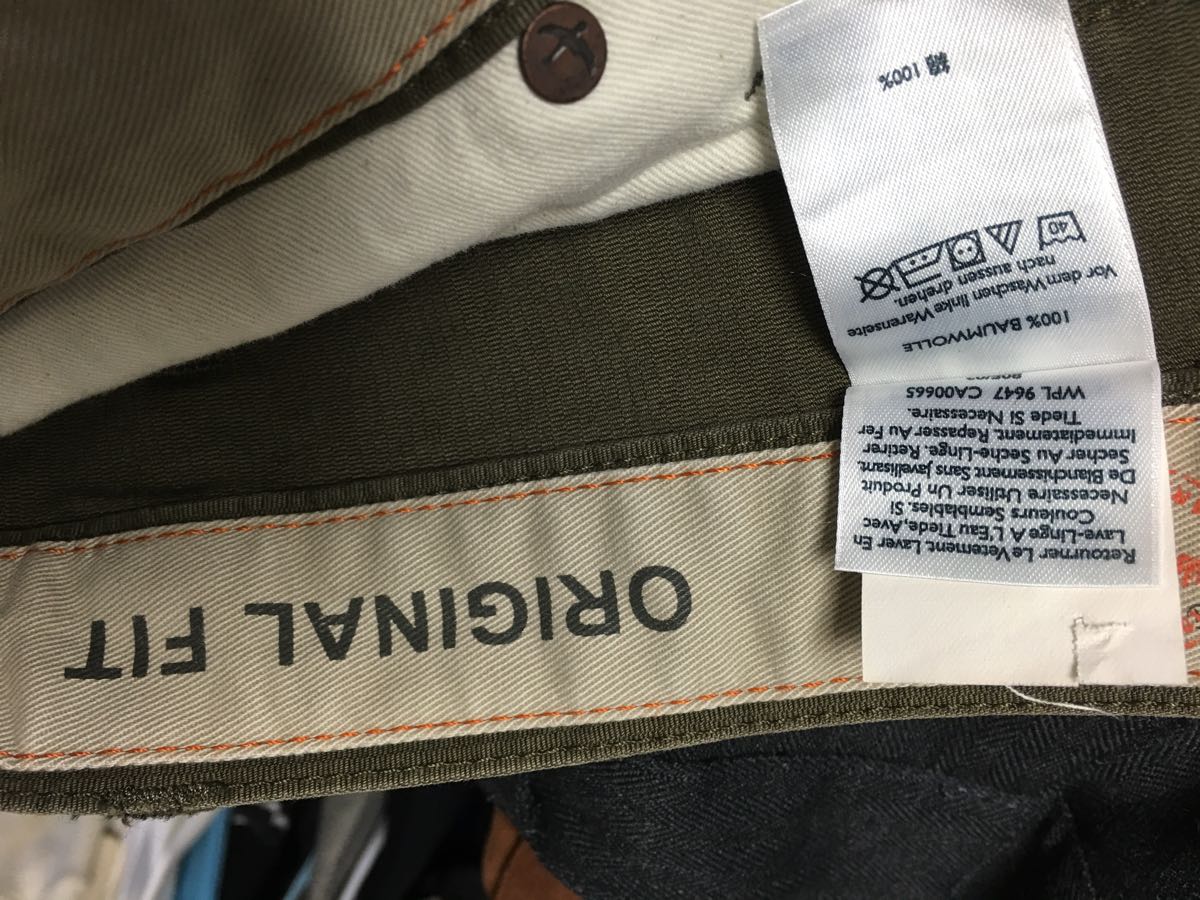 Retourner Le Vetement. Laver En
Lave-Linge A L'Eau Tiede, Avec
Couleurs Semblables. Si
Necessaire Utiliser Un Produit
De Blanchissement Sans javellisant.
Secher Au Seche-Linge. Retirer
Immediatement. Repasser Au Fer
Tiede Si Necessaire.
WPL 9647 CA00665
100% BAUMWOLLE
Vor dem Waschen linke Warenseite
nach aussen drehen.
40
綿 100%
ORIGINAL FIT